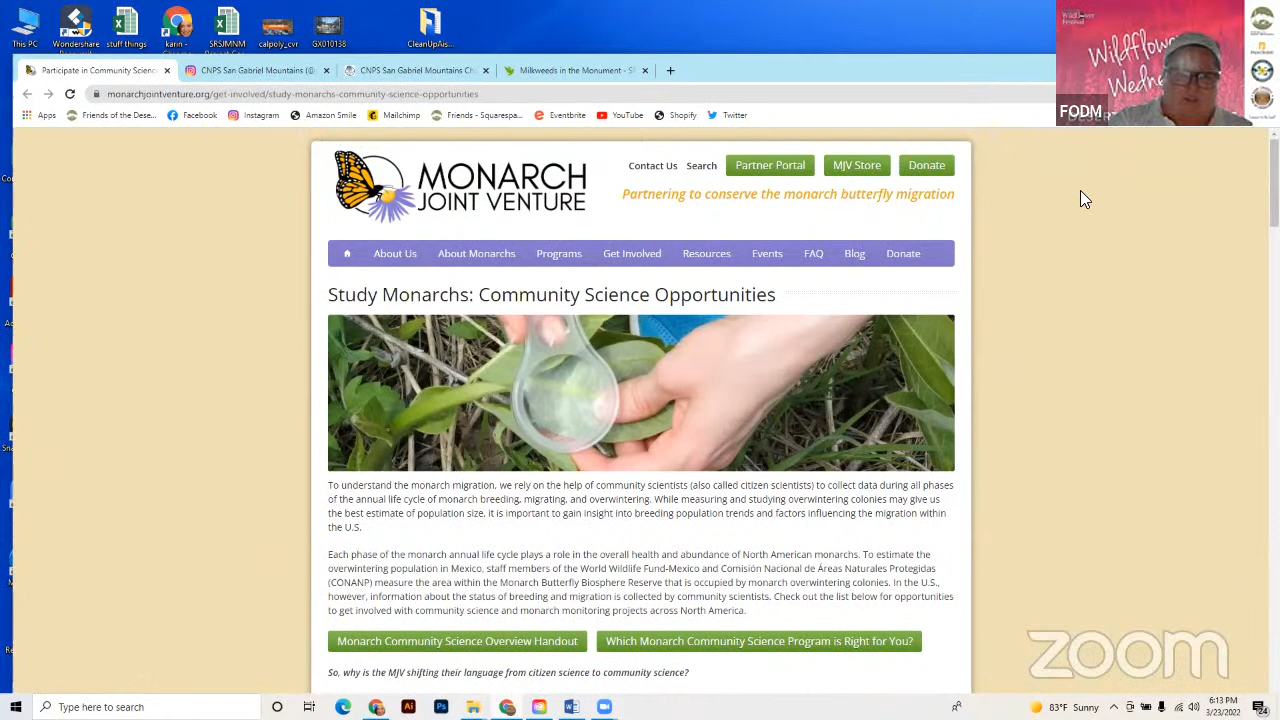 This PC
Wondershare
stuff things
karin -
Chrome
SRSJMNM
calpoly_cvr
GX010138
CleanUpAis...
Participate in Community Scienc
CNPS San Gabriel Mountains (@
CNPS San Gabriel Mountains Cha
Milkweeds in the Monument - S
monarchjointventure.org/get-involved/study-monarchs-community-science-opportunities
Apps
Friends of the Dese...
Facebook
Instagram
Amazon Smile
Mailchimp
Friends - Squarespa...
Eventbrite
YouTube
Shopify
Twitter
Wildflower
Festival
FODM
MONARCH
JOINT VENTURE
Contact Us
Search
Partner Portal
MJV Store
Donate
Partnering to conserve the monarch butterfly migration
About Us
About Monarchs
Programs
Get Involved
Resources
Events
FAQ
Blog
Donate
Study Monarchs: Community Science Opportunities
To understand the monarch migration, we rely on the help of community scientists (also called citizen scientists) to collect data during all phases
of the annual life cycle of monarch breeding, migrating, and overwintering. While measuring and studying overwintering colonies may give us
the best estimate of population size, it is important to gain insight into breeding population trends and factors influencing the migration within
the U.S.
Each phase of the monarch annual life cycle plays a role in the overall health and abundance of North American monarchs. To estimate the
overwintering population in Mexico, staff members of the World Wildlife Fund-Mexico and Comisión Nacional de Áreas Naturales Protegidas
(CONANP) measure the area within the Monarch Butterfly Biosphere Reserve that is occupied by monarch overwintering colonies. In the U.S.,
however, information about the status of breeding and migration is collected by community scientists. Check out the list below for opportunities
to get involved with community science and monarch monitoring projects across North America.
Monarch Community Science Overview Handout
Which Monarch Community Science Program is Right for You?
So, why is the MJV shifting their language from citizen science to community science?
zoom
Type here to search
83°F Sunny
6:13 PM
3/23/2022